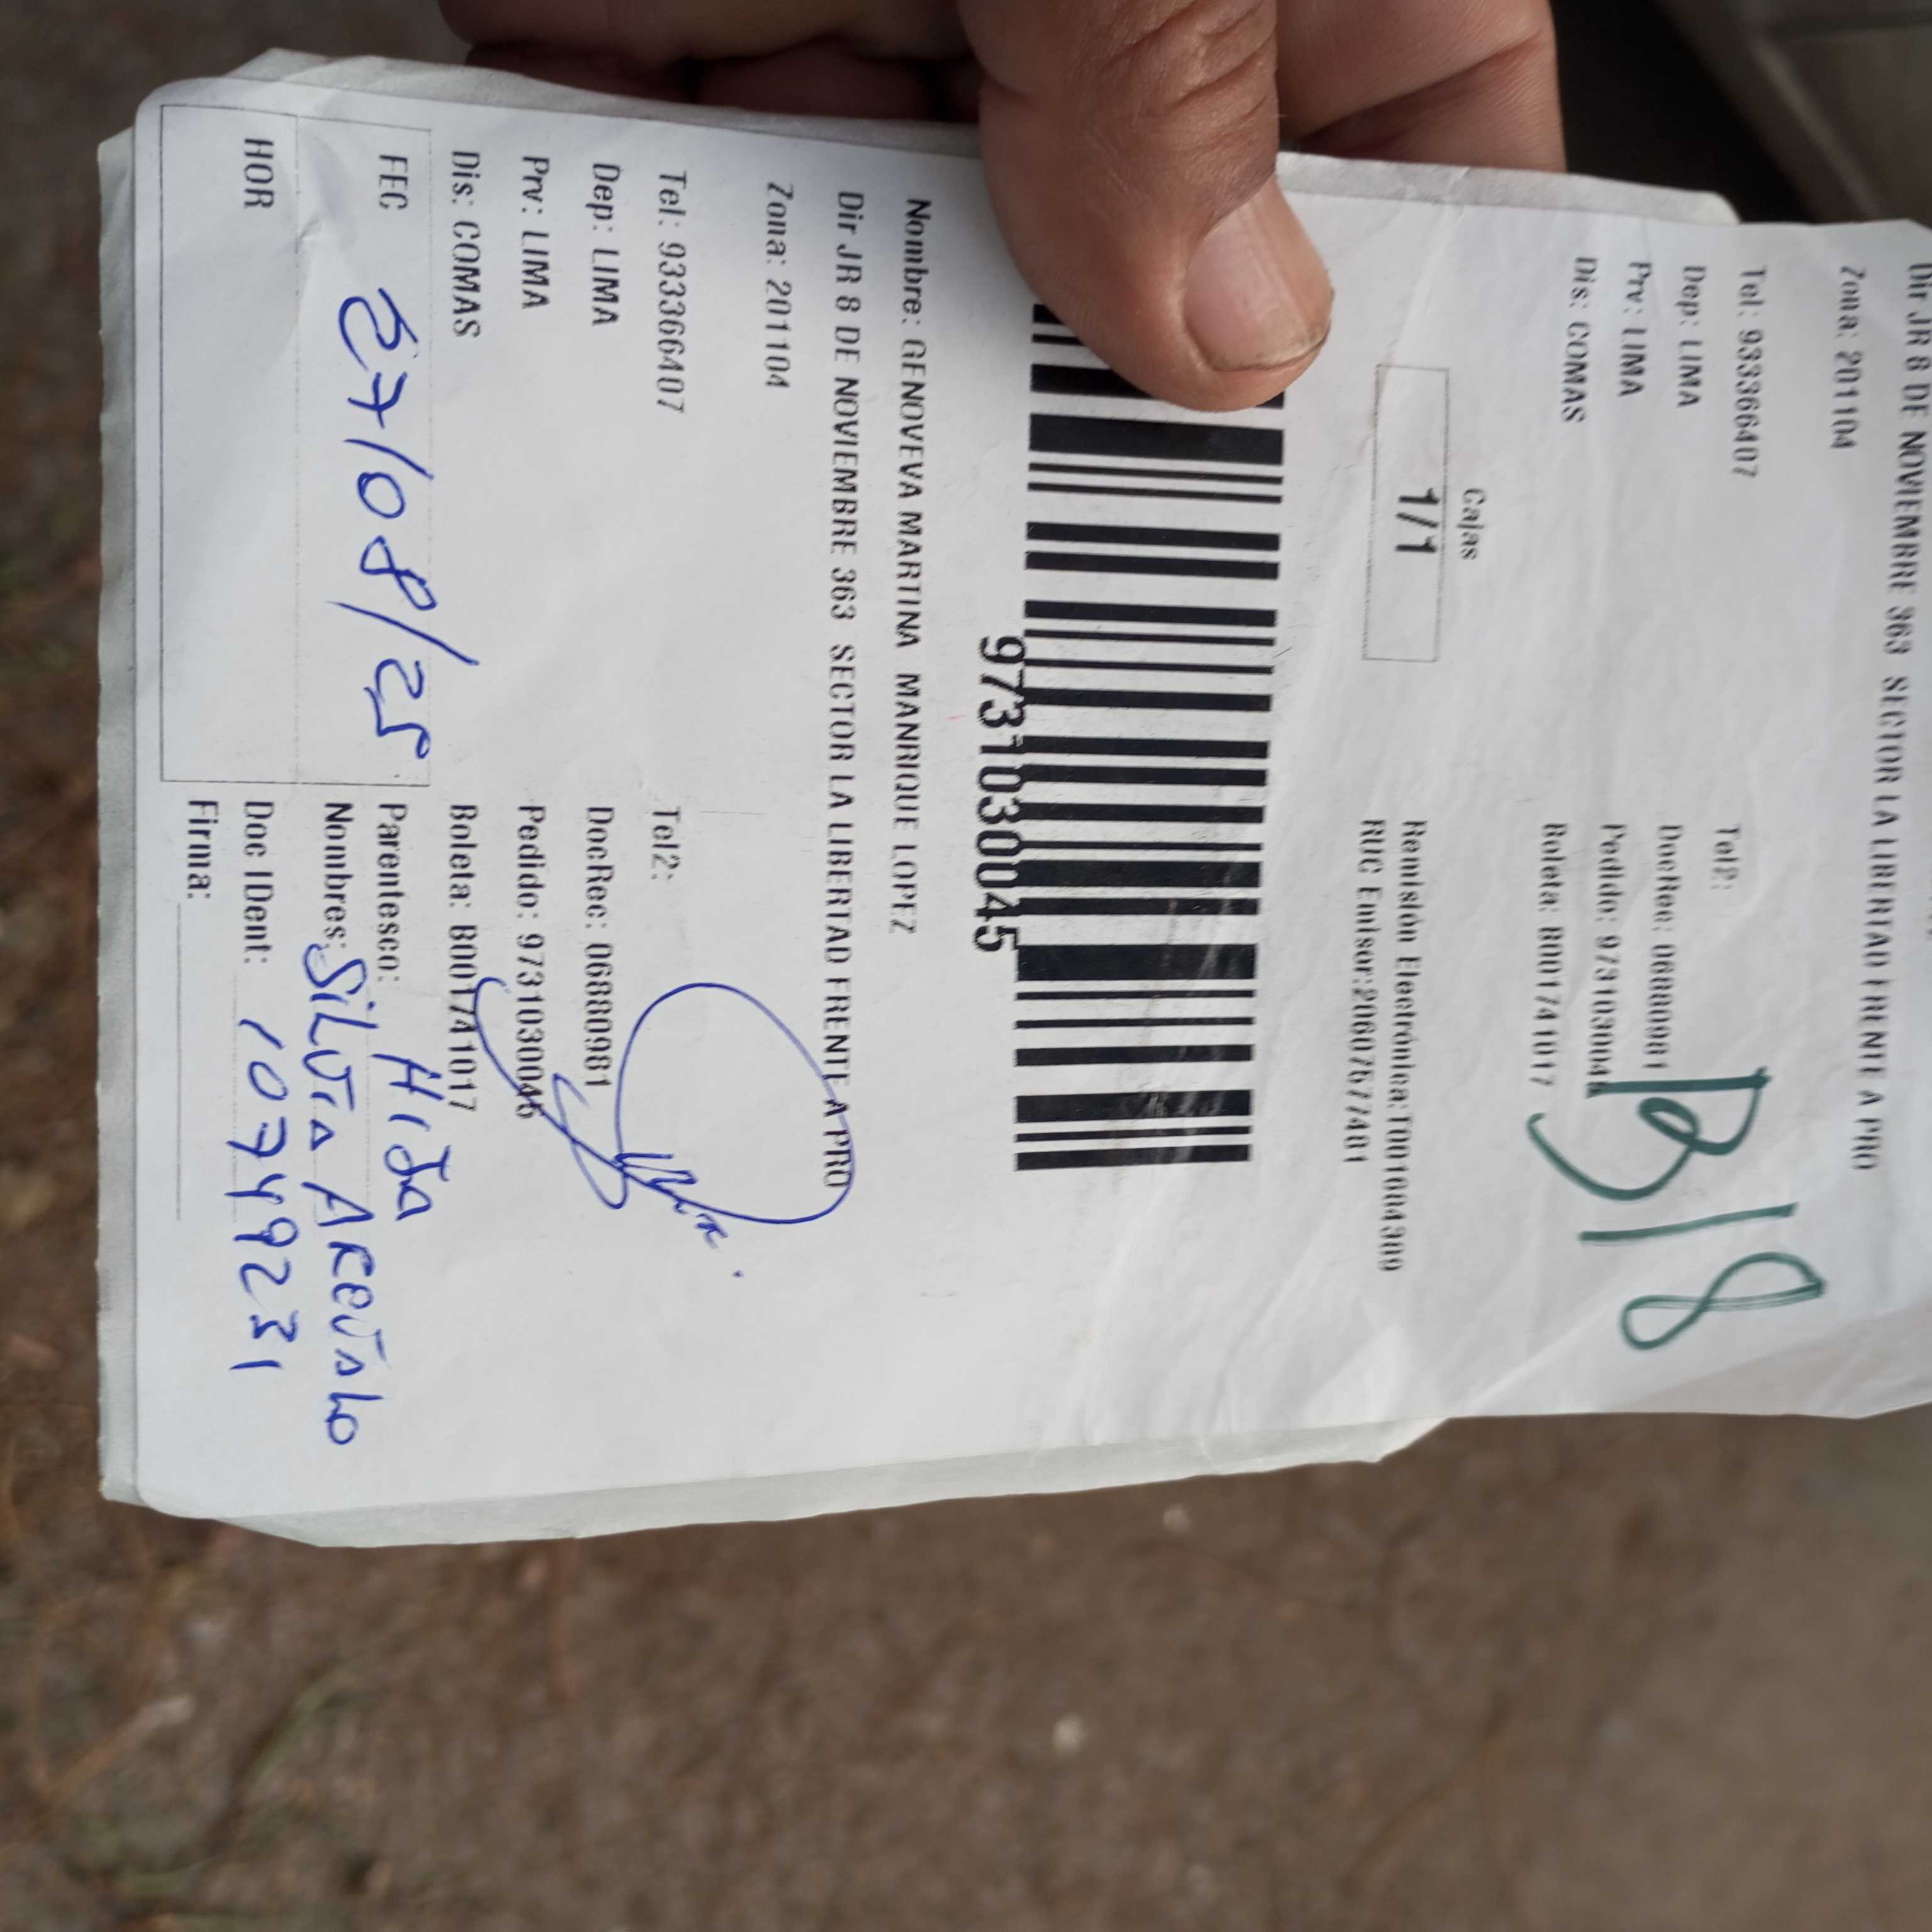 Dir JR 8 DE NOVIEMBRE 363 SECTOR LA LIBERTAD FRENTE A PRO
Zona: 201104
Tel: 933366407 Tel2:
Dep: LIMA DocRec: 06880981
Prv: LIMA Pedido: 9731030045
Dis: COMAS Boleta: B001741017
B18
Cajas
1/1
Remisión Electrónica:T001604309
RUC Emisor:20607577401
9731030045
Nombre: GENOVEVA MARTINA MANRIQUE LOPEZ
Dir JR 8 DE NOVIEMBRE 363 SECTOR LA LIBERTAD FRENTE A PRO
Zona: 201104
Tel: 933366407 Tel2:
Dep: LIMA DocRec: 06880981
Prv: LIMA Pedido: 9731030045
Dis: COMAS Boleta: B001741017
FEC 27/08/25 Parentesco: HIJA
Nombres: SiLViA AREVALO
HOR Doc IDent: 10749231
Firma: